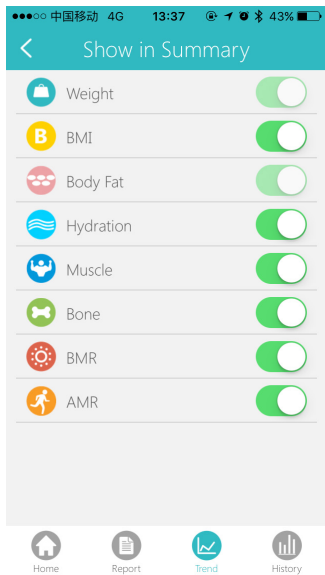 中国移动 4G 13:37 43%
Show in Summary
Weight
B BMI
Body Fat
Hydration
Muscle
Bone
BMR
AMR
Home Report Trend History